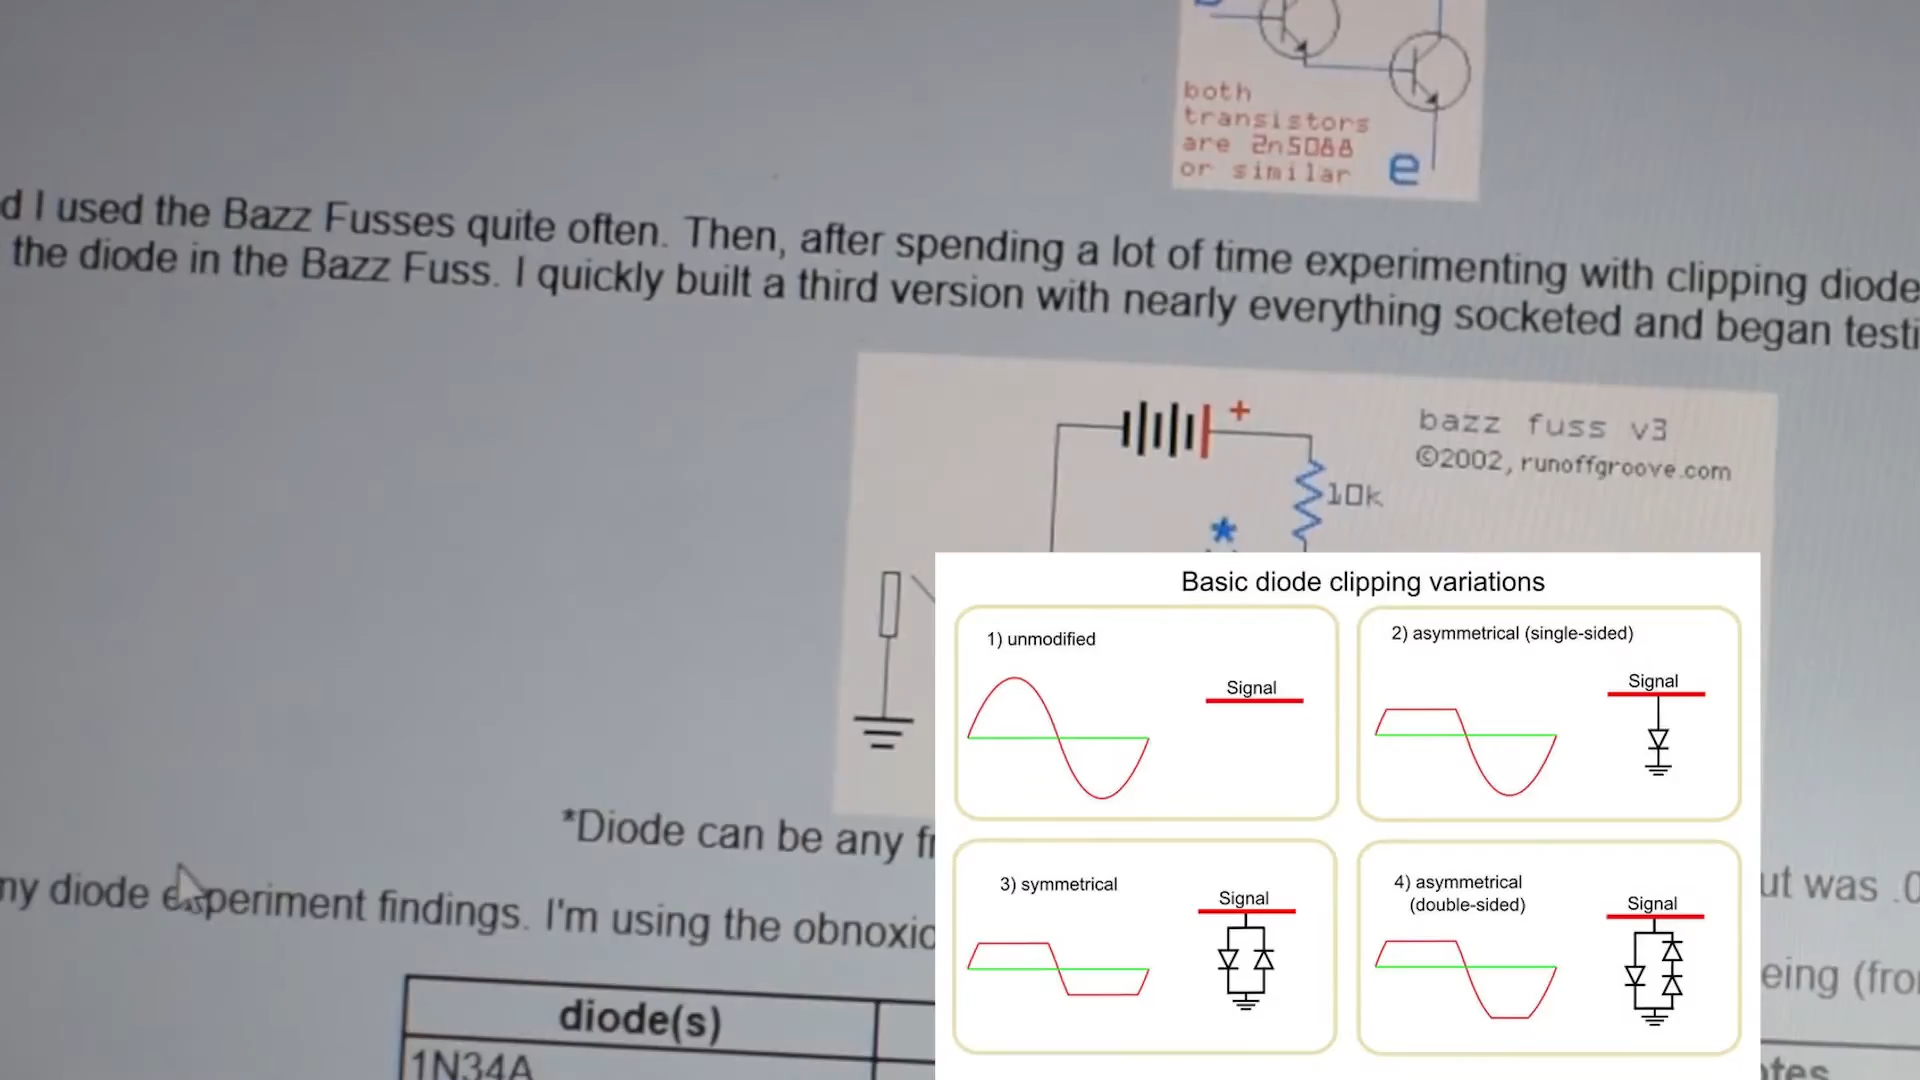 both
transistors
are 2n5088
or similar
e
d I used the Bazz Fusses quite often. Then, after spending a lot of time experimenting with clipping diode
the diode in the Bazz Fuss. I quickly built a third version with nearly everything socketed and began testi
+
bazz fuss v3
©2002, runoffgroove.com
10k
*
Basic diode clipping variations
1) unmodified
Signal
2) asymmetrical (single-sided)
Signal
3) symmetrical
Signal
4) asymmetrical
(double-sided)
Signal
*Diode can be any fr
ut was .0
my diode experiment findings. I'm using the obnoxio
eing (fro
diode(s)
1N34A
otes